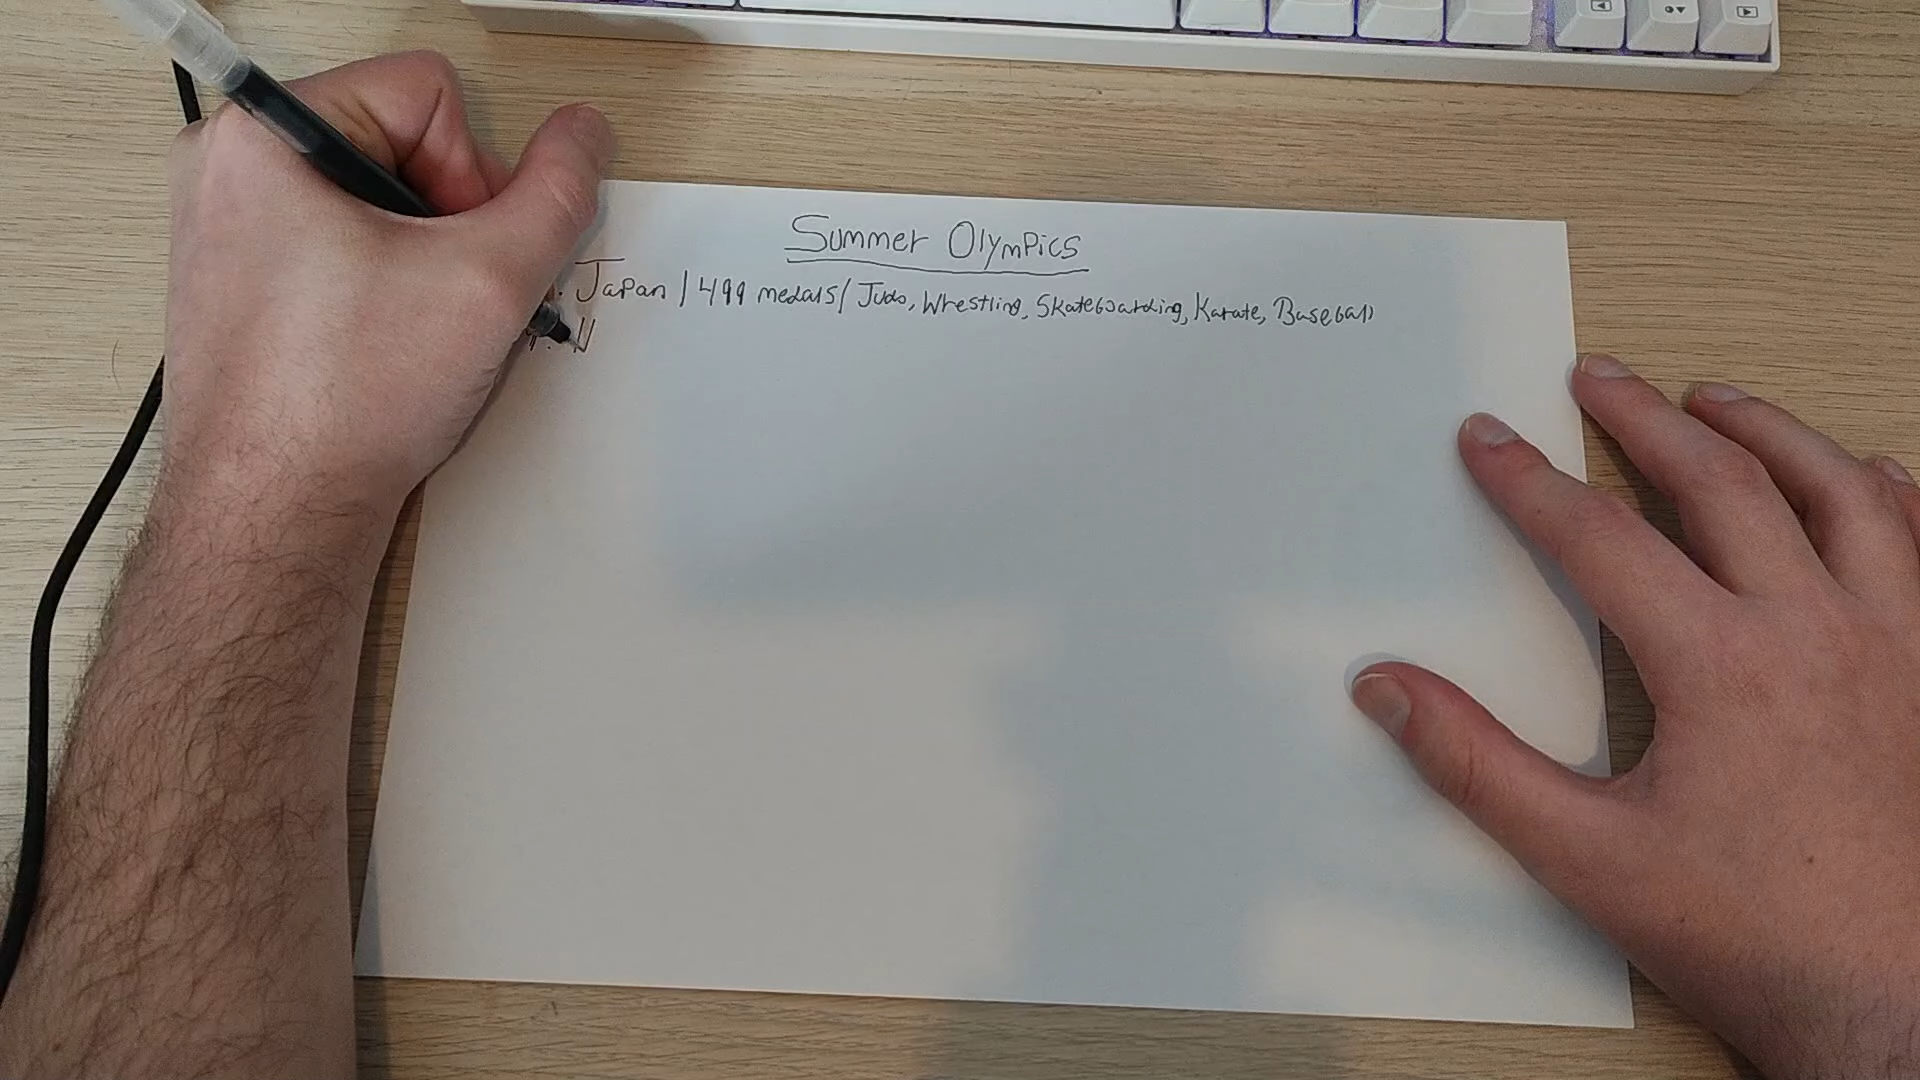 Summer Olympics
. Japan / 499 medals / Judo, Wrestling, Skateboarding, Karate, Baseball